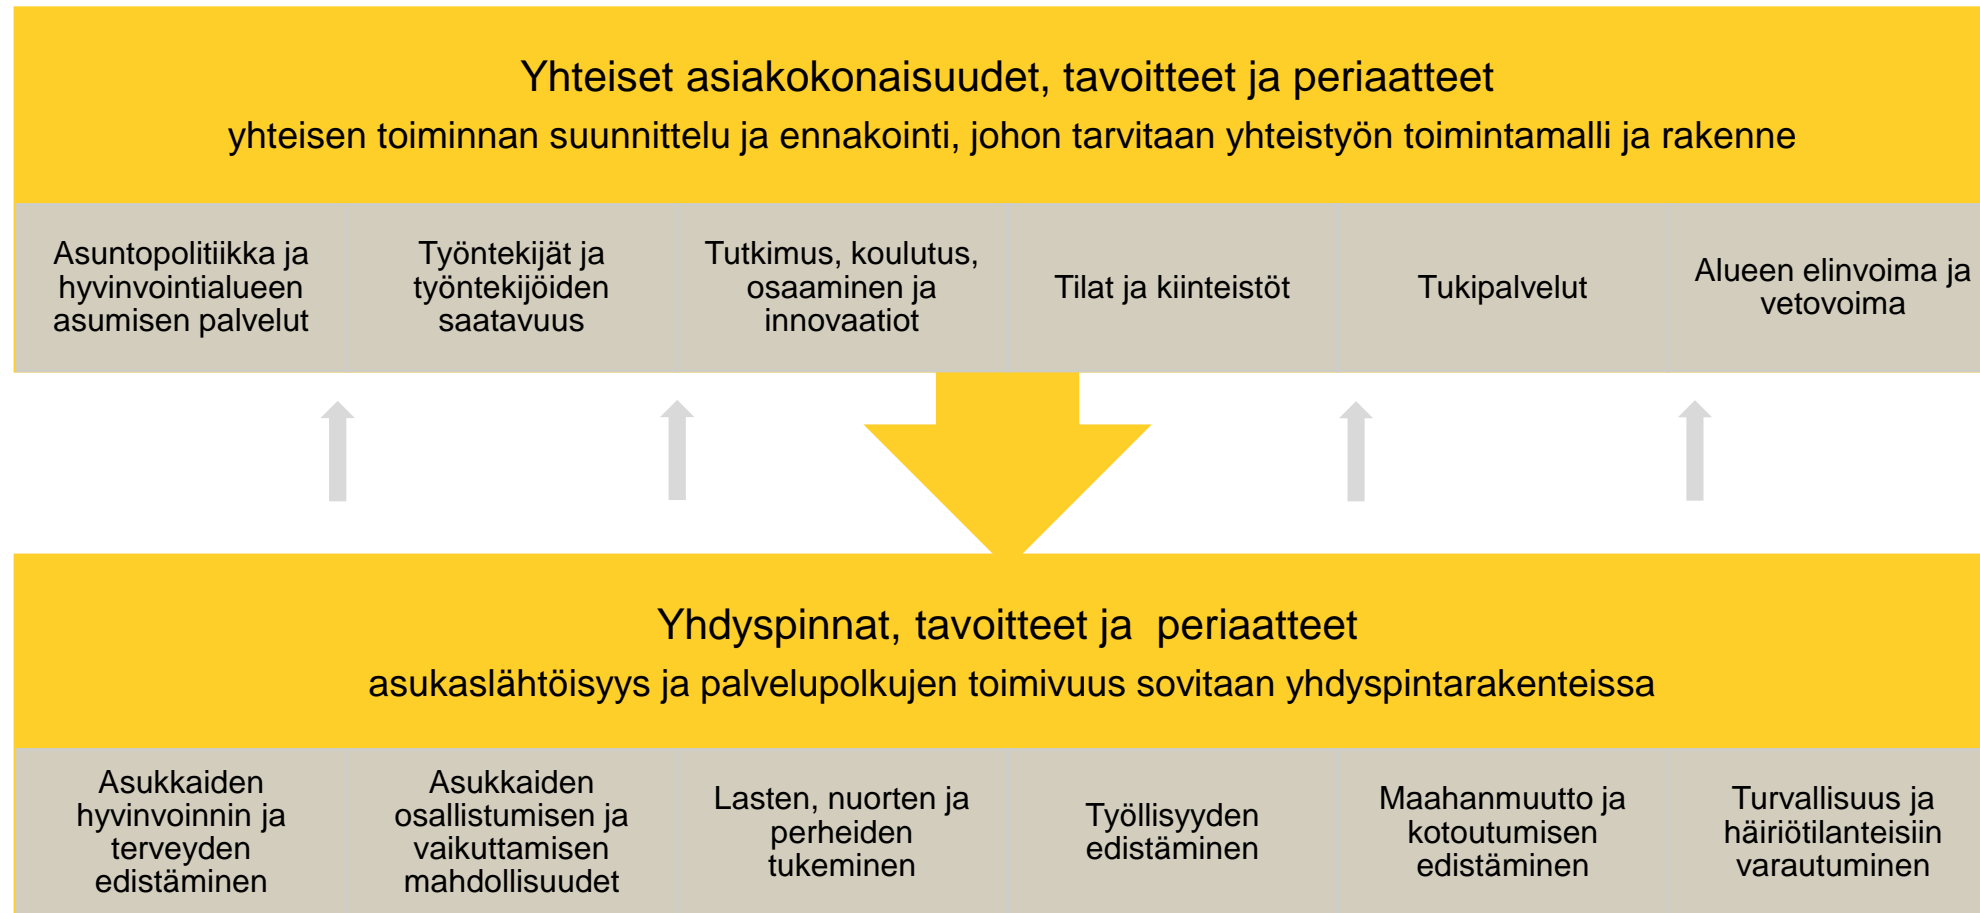 Yhteiset asiakokonaisuudet, tavoitteet ja periaatteet
yhteisen toiminnan suunnittelu ja ennakointi, johon tarvitaan yhteistyön toimintamalli ja rakenne
Asuntopolitiikka ja
hyvinvointialueen
asumisen palvelut
Työntekijät ja
työntekijöiden
saatavuus
Tutkimus, koulutus,
osaaminen ja
innovaatiot
Tilat ja kiinteistöt
Tukipalvelut
Alueen elinvoima ja
vetovoima
Yhdyspinnat, tavoitteet ja  periaatteet
asukaslähtöisyys ja palvelupolkujen toimivuus sovitaan yhdyspintarakenteissa
Asukkaiden
hyvinvoinnin ja
terveyden
edistäminen
Asukkaiden
osallistumisen ja
vaikuttamisen
mahdollisuudet
Lasten, nuorten ja
perheiden
tukeminen
Työllisyyden
edistäminen
Maahanmuutto ja
kotoutumisen
edistäminen
Turvallisuus ja
häiriötilanteisiin
varautuminen